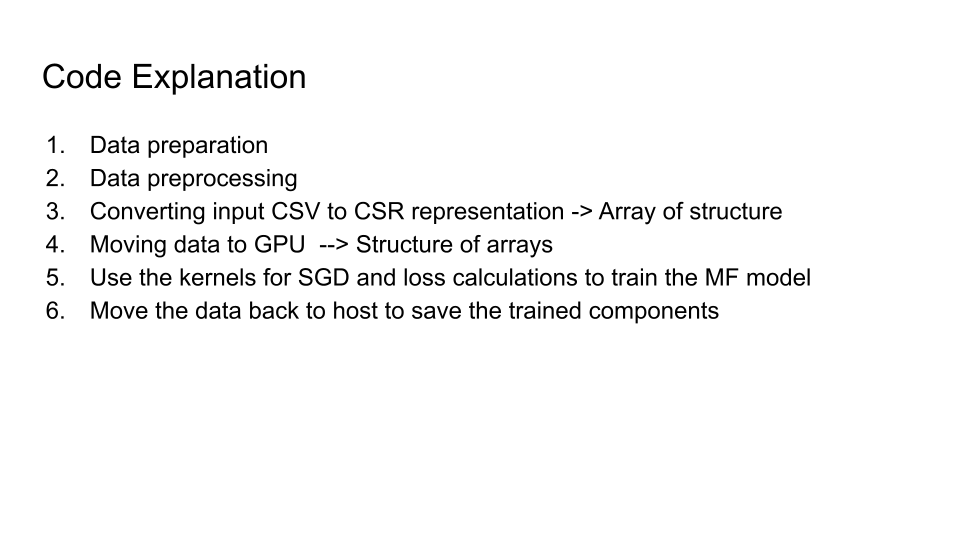 Code Explanation
1. Data preparation
2. Data preprocessing
3. Converting input CSV to CSR representation -> Array of structure
4. Moving data to GPU --> Structure of arrays
5. Use the kernels for SGD and loss calculations to train the MF model
6. Move the data back to host to save the trained components